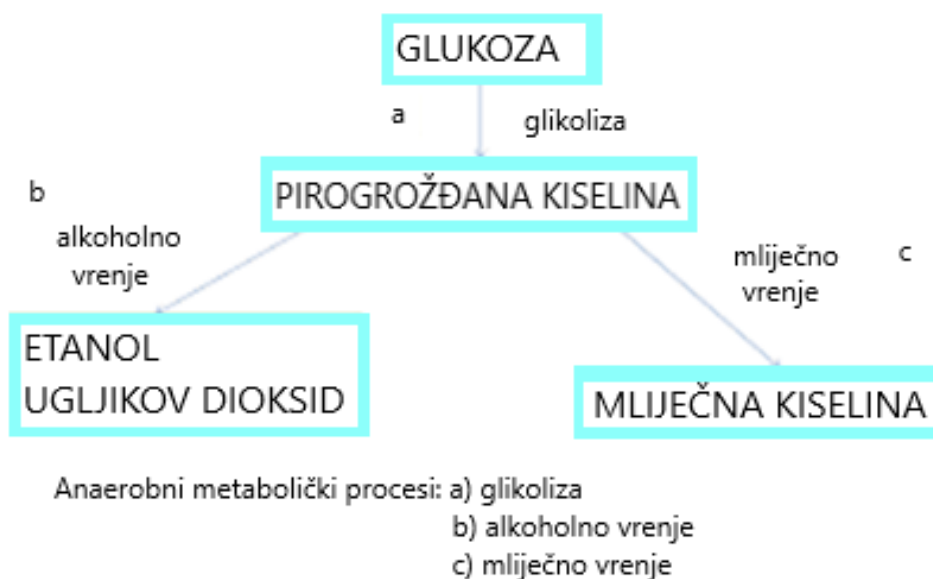 GLUKOZA
a
glikoliza
PIROGROŽĐANA KISELINA
b
alkoholno
vrenje
mliječno
vrenje
c
ETANOL
UGLJIKOV DIOKSID
MLIJEČNA KISELINA
Anaerobni metabolički procesi: a) glikoliza
b) alkoholno vrenje
c) mliječno vrenje